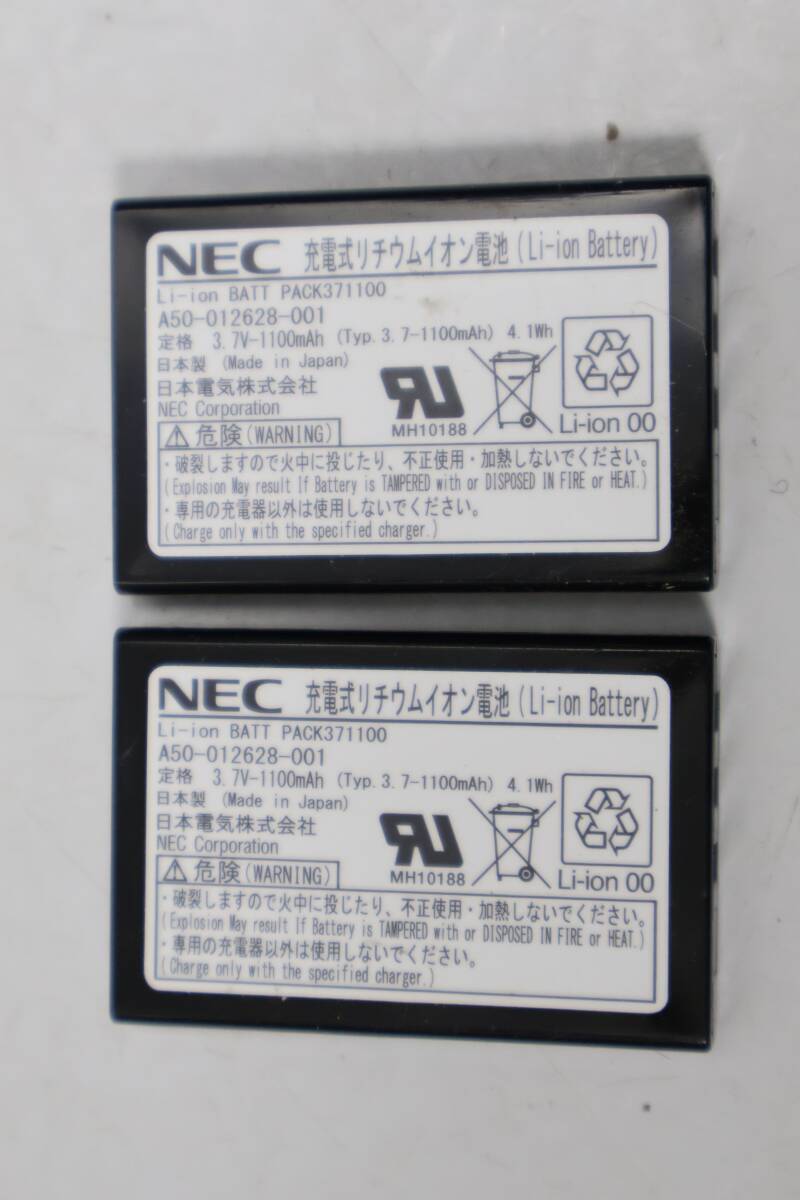 NEC 充電式リチウムイオン電池(Li-ion Battery)
Li-ion BATT PACK371100
A50-012628-001
定格 3.7V-1100mAh (Typ.3.7-1100mAh) 4.1Wh
日本製 (Made in Japan)
日本電気株式会社
NEC Corporation
MH10188
Li-ion 00
危険(WARNING)
・破裂しますので火中に投じたり、不正使用・加熱しないでください。
(Explosion May result If Battery is TAMPERED with or DISPOSED IN FIRE or HEAT.)
・専用の充電器以外は使用しないでください。
(Charge only with the specified charger.)
NEC 充電式リチウムイオン電池(Li-ion Battery)
Li-ion BATT PACK371100
A50-012628-001
定格 3.7V-1100mAh (Typ.3.7-1100mAh) 4.1Wh
日本製 (Made in Japan)
日本電気株式会社
NEC Corporation
MH10188
Li-ion 00
危険(WARNING)
・破裂しますので火中に投じたり、不正使用・加熱しないでください。
(Explosion May result If Battery is TAMPERED with or DISPOSED IN FIRE or HEAT.)
・専用の充電器以外は使用しないでください。
(Charge only with the specified charger.)